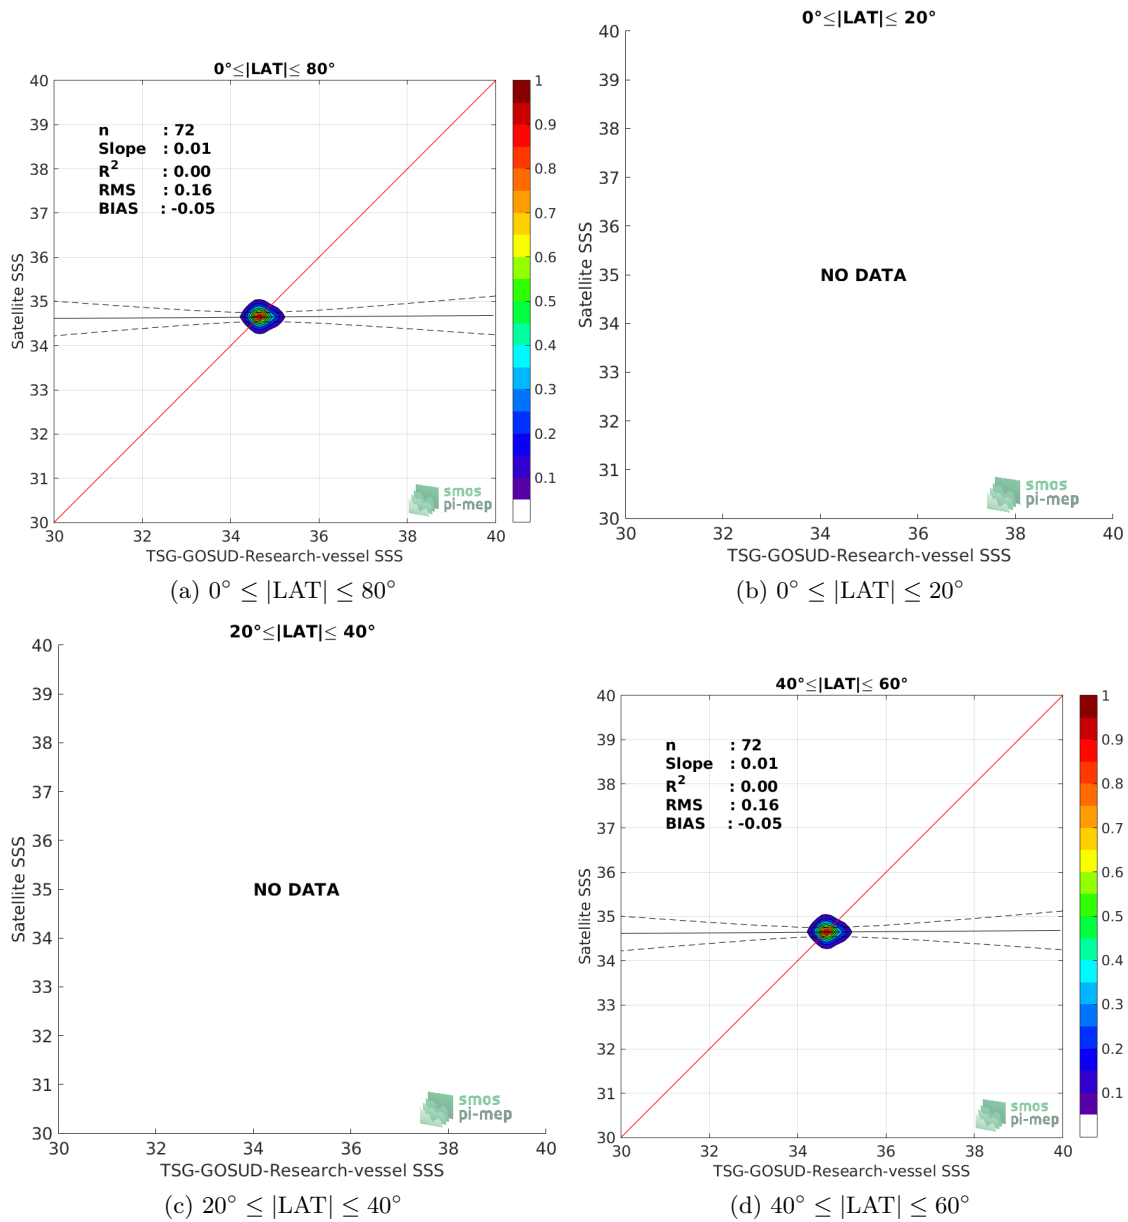 0°≤|LAT|≤ 80°
40
39
38
37
36
35
34
33
32
31
30
Satellite SSS
n : 72
Slope : 0.01
R2 : 0.00
RMS : 0.16
BIAS : -0.05
30 32 34 36 38 40
TSG-GOSUD-Research-vessel SSS
1
0.9
0.8
0.7
0.6
0.5
0.4
0.3
0.2
0.1
smos
pi-mep
(a) 0° ≤ |LAT| ≤ 80°
0°≤|LAT|≤ 20°
40
39
38
37
36
35
34
33
32
31
30
Satellite SSS
NO DATA
smos
pi-mep
30 32 34 36 38 40
TSG-GOSUD-Research-vessel SSS
(b) 0° ≤ |LAT| ≤ 20°
20°≤|LAT|≤ 40°
40
39
38
37
36
35
34
33
32
31
30
Satellite SSS
NO DATA
smos
pi-mep
30 32 34 36 38 40
TSG-GOSUD-Research-vessel SSS
(c) 20° ≤ |LAT| ≤ 40°
40°≤|LAT|≤ 60°
40
39
38
37
36
35
34
33
32
31
30
Satellite SSS
n : 72
Slope : 0.01
R2 : 0.00
RMS : 0.16
BIAS : -0.05
30 32 34 36 38 40
TSG-GOSUD-Research-vessel SSS
1
0.9
0.8
0.7
0.6
0.5
0.4
0.3
0.2
0.1
smos
pi-mep
(d) 40° ≤ |LAT| ≤ 60°